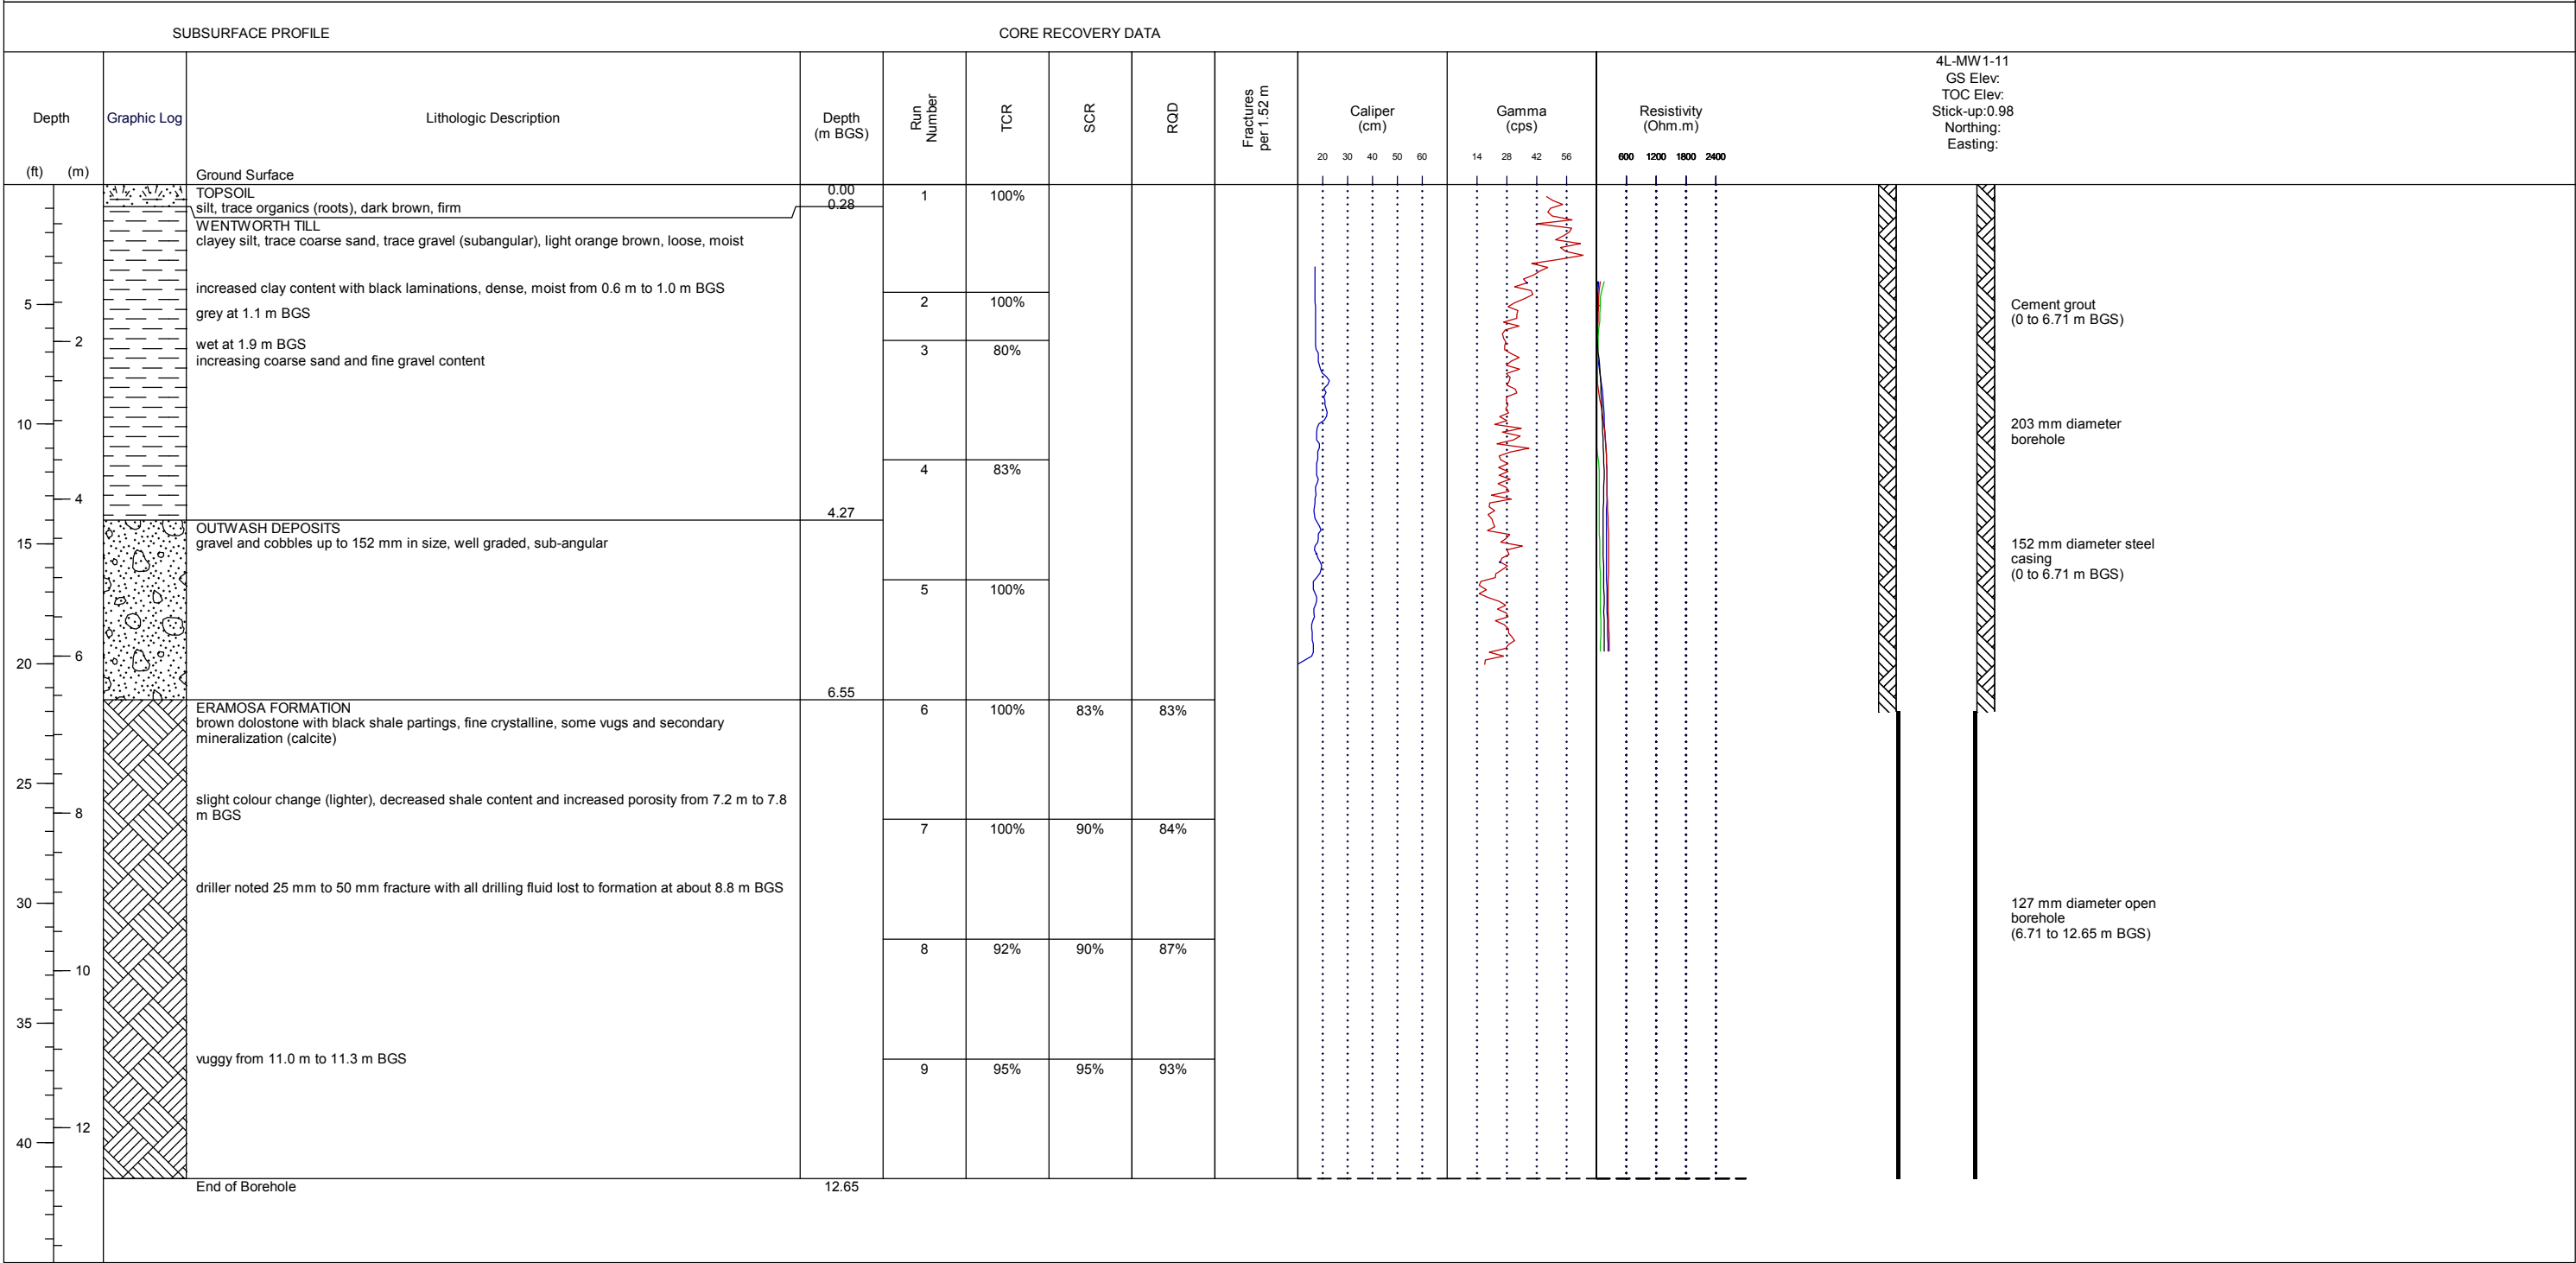 SUBSURFACE PROFILE
CORE RECOVERY DATA
Depth
(ft) (m)
Graphic Log
Lithologic Description
Ground Surface
Depth
(m BGS)
Run
Number
TCR
SCR
RQD
Fractures
per 1.52 m
Caliper
(cm)
20 30 40 50 60
Gamma
(cps)
14 28 42 56
Resistivity
(Ohm.m)
600 1200 1800 2400
4L-MW1-11
GS Elev:
TOC Elev:
Stick-up:0.98
Northing:
Easting:
TOPSOIL
silt, trace organics (roots), dark brown, firm
0.00
0.28
1 100%
WENTWORTH TILL
clayey silt, trace coarse sand, trace gravel (subangular), light orange brown, loose, moist
increased clay content with black laminations, dense, moist from 0.6 m to 1.0 m BGS
5
2 100%
grey at 1.1 m BGS
Cement grout
(0 to 6.71 m BGS)
2
wet at 1.9 m BGS
increasing coarse sand and fine gravel content
3 80%
10
203 mm diameter
borehole
4 83%
4
4.27
OUTWASH DEPOSITS
gravel and cobbles up to 152 mm in size, well graded, sub-angular
15
152 mm diameter steel
casing
(0 to 6.71 m BGS)
5 100%
6
20
6.55
ERAMOSA FORMATION
brown dolostone with black shale partings, fine crystalline, some vugs and secondary
mineralization (calcite)
6 100% 83% 83%
25
slight colour change (lighter), decreased shale content and increased porosity from 7.2 m to 7.8
m BGS
8
7 100% 90% 84%
driller noted 25 mm to 50 mm fracture with all drilling fluid lost to formation at about 8.8 m BGS
30
127 mm diameter open
borehole
(6.71 to 12.65 m BGS)
8 92% 90% 87%
10
35
vuggy from 11.0 m to 11.3 m BGS
9 95% 95% 93%
12
40
End of Borehole
12.65